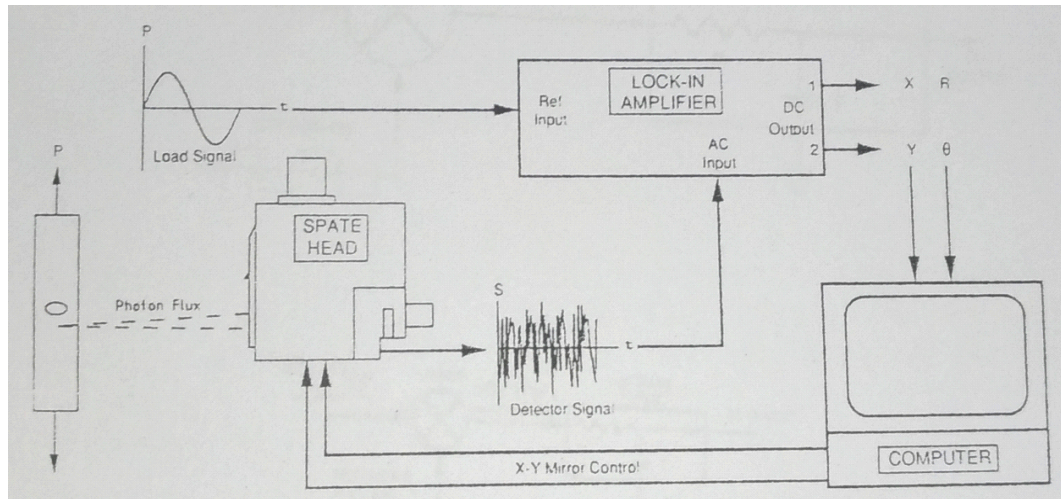 P
t
Load Signal
LOCK-IN
AMPLIFIER
Ref
Input
1
DC
Output
2
AC
Input
X R
Y θ
P
SPATE
HEAD
Photon Flux
S
t
Detector Signal
X-Y Mirror Control
COMPUTER